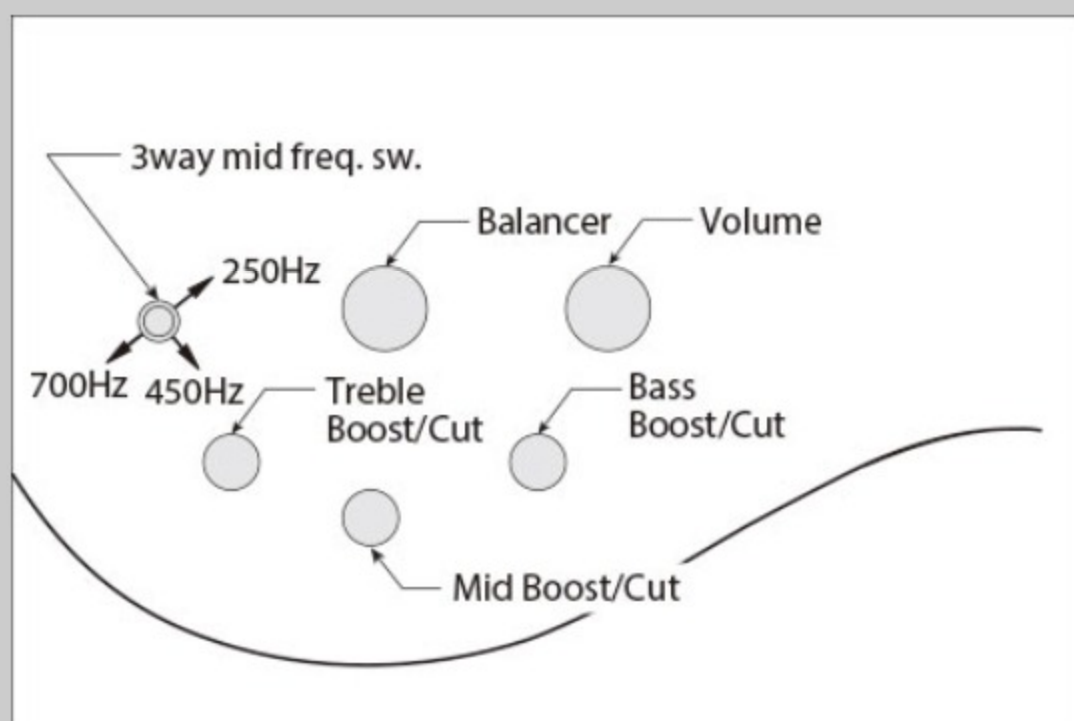 3way mid freq. sw.
Balancer
Volume
250Hz
700Hz
450Hz
Treble
Boost/Cut
Bass
Boost/Cut
Mid Boost/Cut